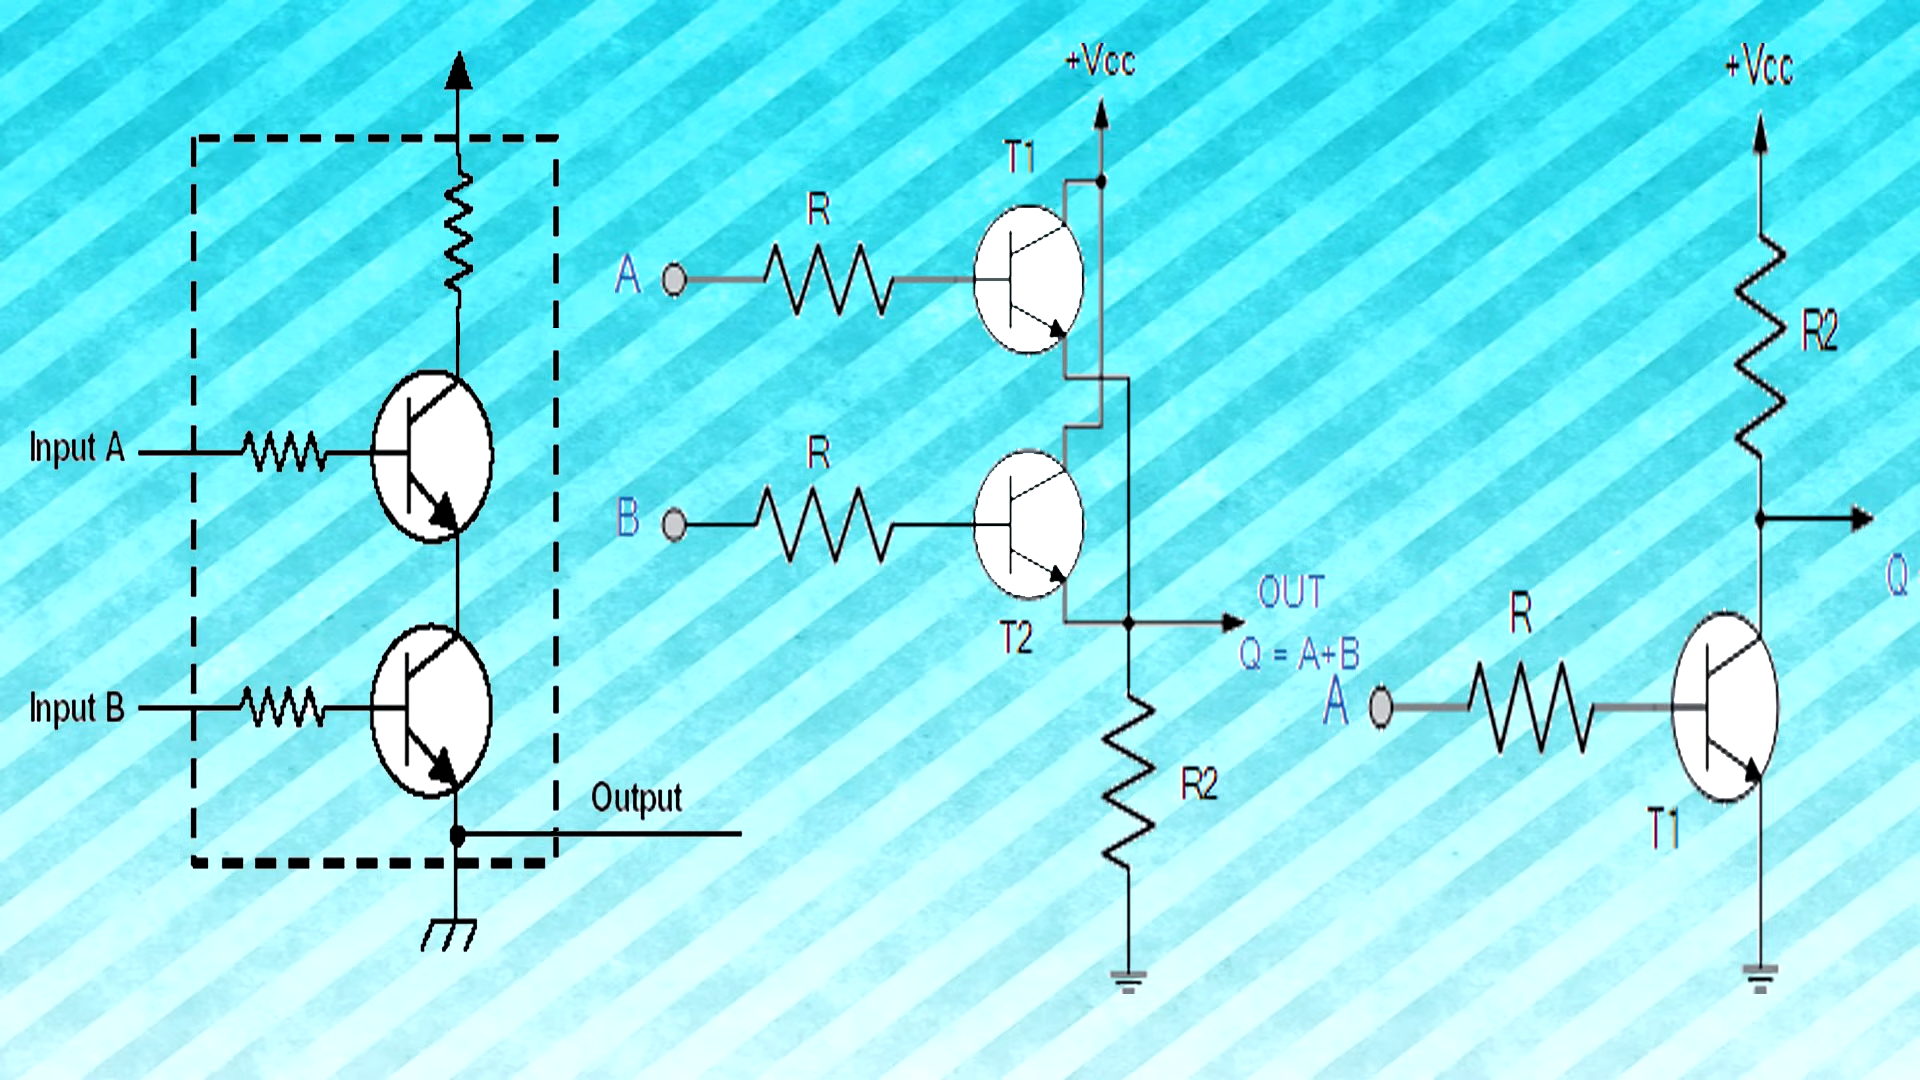 Input A
Input B
Output
+Vcc
T1
R
A
R
B
T2
OUT
Q = A+B
R2
+Vcc
R2
Q
R
A
T1